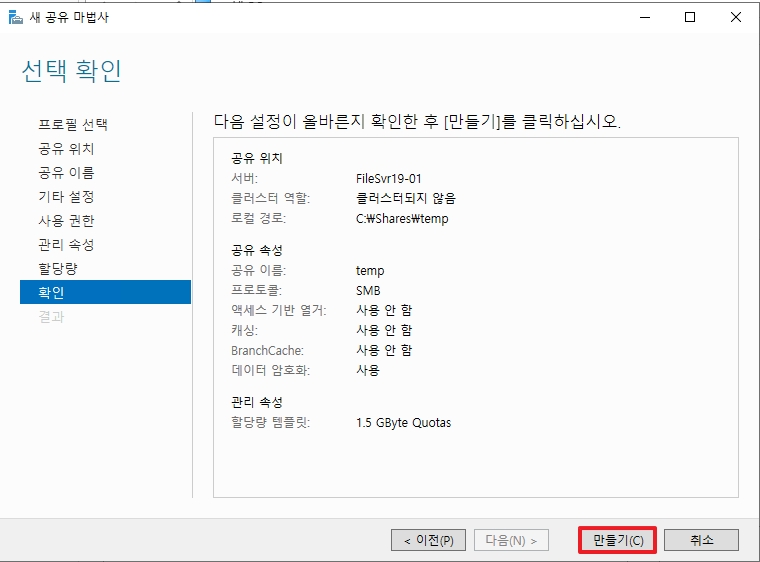 새 공유 마법사
선택 확인
프로필 선택
공유 위치
공유 이름
기타 설정
사용 권한
관리 속성
할당량
확인
결과
다음 설정이 올바른지 확인한 후 [만들기]를 클릭하십시오.
공유 위치
서버: FileSvr19-01
클러스터 역할: 클러스터되지 않음
로컬 경로: C:₩Shares₩temp
공유 속성
공유 이름: temp
프로토콜: SMB
액세스 기반 열거: 사용 안 함
캐싱: 사용 안 함
BranchCache: 사용 안 함
데이터 암호화: 사용
관리 속성
할당량 템플릿: 1.5 GByte Quotas
< 이전(P) 다음(N) > 만들기(C) 취소